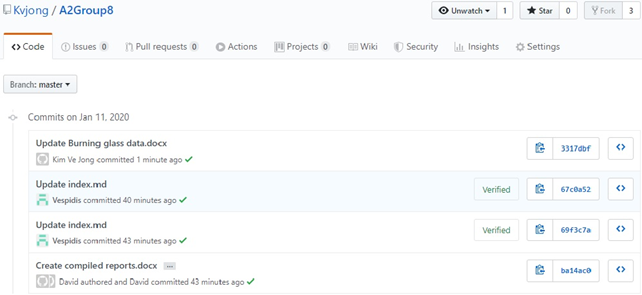 Kvjong / A2Group8
Unwatch 1 Star 0 Fork 3
Code Issues 0 Pull requests 0 Actions Projects 0 Wiki Security Insights Settings
Branch: master
Commits on Jan 11, 2020
Update Burning glass data.docx
Kim Ve Jong committed 1 minute ago
3317dbf
Update index.md
Vespidis committed 40 minutes ago
Verified 67c0a52
Update index.md
Vespidis committed 43 minutes ago
Verified 69f3c7a
Create compiled reports.docx ...
David authored and David committed 43 minutes ago
ba14ac0